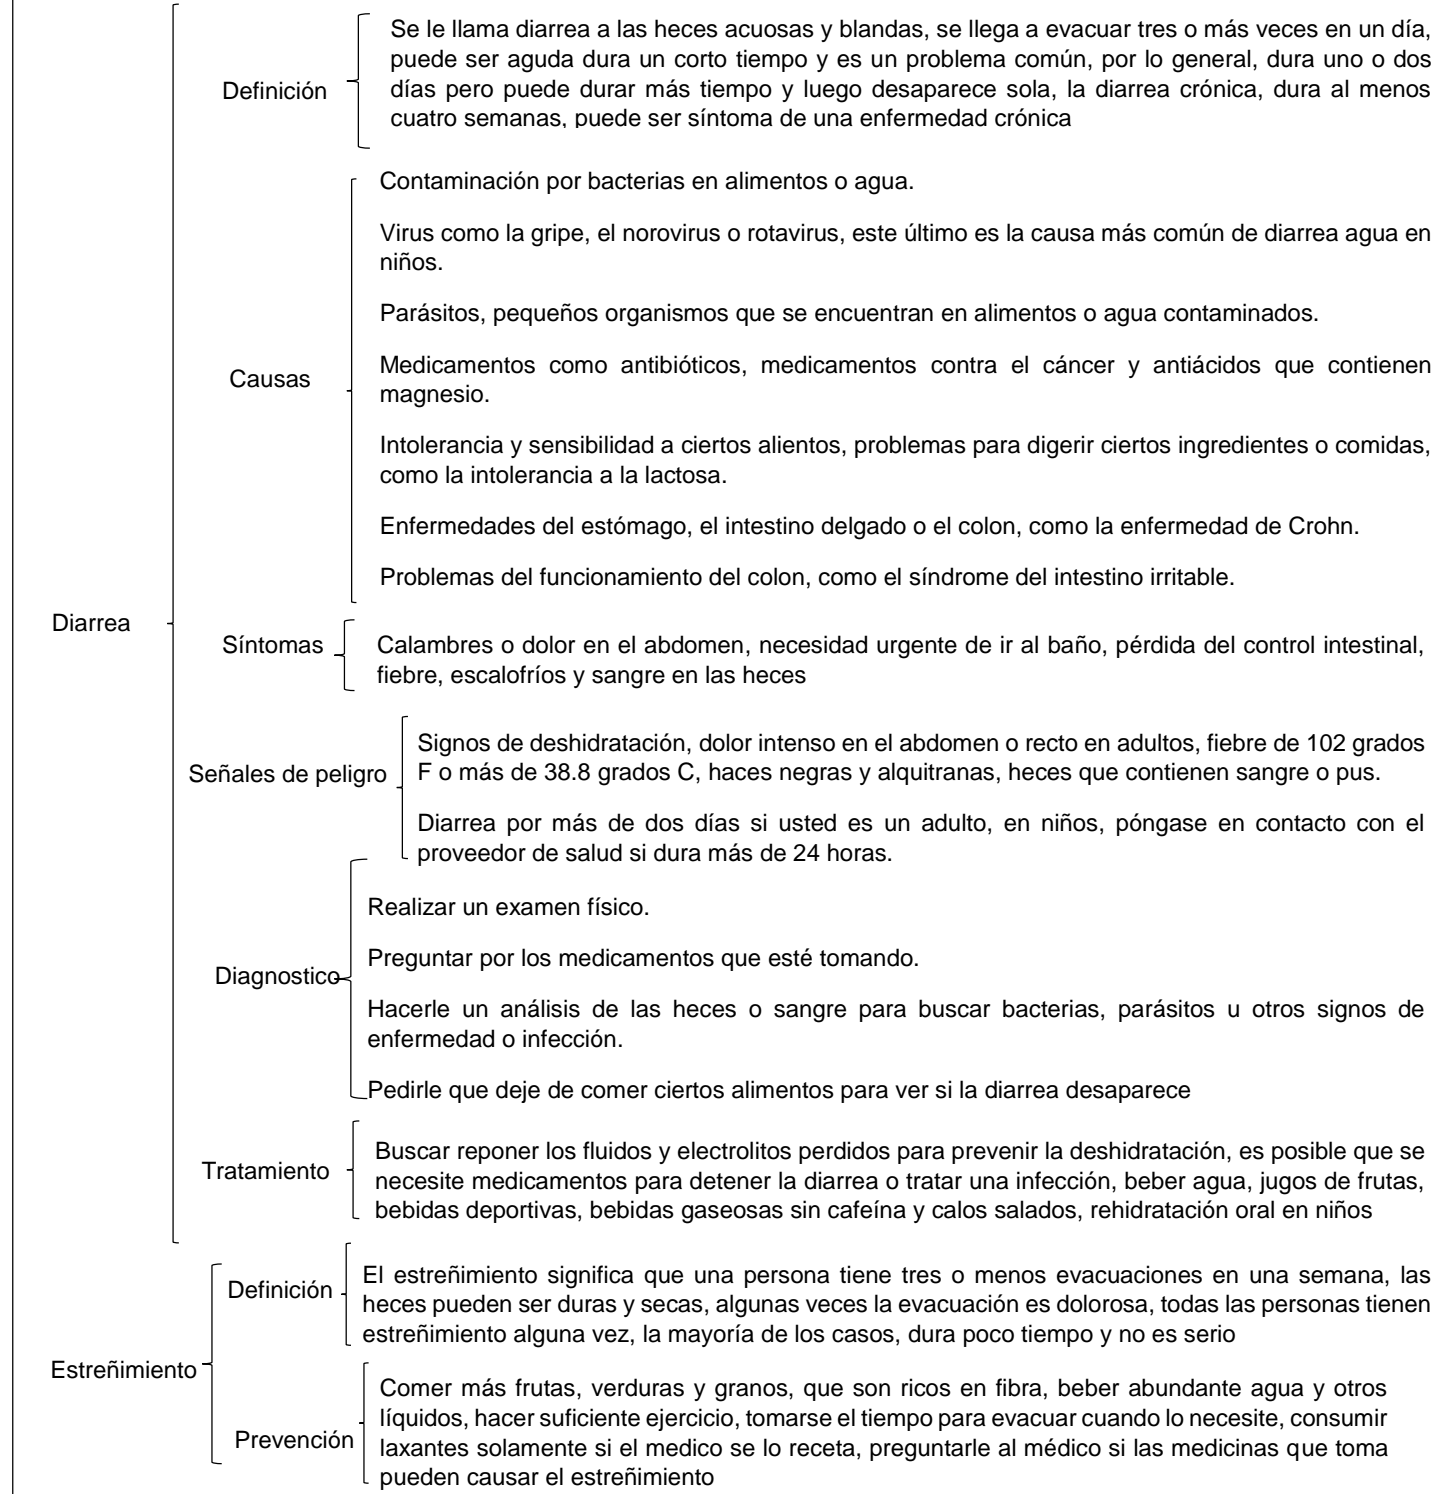 Se le llama diarrea a las heces acuosas y blandas, se llega a evacuar tres o más veces en un día,
puede ser aguda dura un corto tiempo y es un problema común, por lo general, dura uno o dos
Definición
días pero puede durar más tiempo y luego desaparece sola, la diarrea crónica, dura al menos
cuatro semanas, puede ser síntoma de una enfermedad crónica
Contaminación por bacterias en alimentos o agua.
Virus como la gripe, el norovirus o rotavirus, este último es la causa más común de diarrea agua en
niños.
Parásitos, pequeños organismos que se encuentran en alimentos o agua contaminados.
Causas
Medicamentos como antibióticos, medicamentos contra el cáncer y antiácidos que contienen
magnesio.
Intolerancia y sensibilidad a ciertos alientos, problemas para digerir ciertos ingredientes o comidas,
como la intolerancia a la lactosa.
Enfermedades del estómago, el intestino delgado o el colon, como la enfermedad de Crohn.
Problemas del funcionamiento del colon, como el síndrome del intestino irritable.
Diarrea
Síntomas
Calambres o dolor en el abdomen, necesidad urgente de ir al baño, pérdida del control intestinal,
fiebre, escalofríos y sangre en las heces
Señales de peligro
Signos de deshidratación, dolor intenso en el abdomen o recto en adultos, fiebre de 102 grados
F o más de 38.8 grados C, haces negras y alquitranas, heces que contienen sangre o pus.
Diarrea por más de dos días si usted es un adulto, en niños, póngase en contacto con el
proveedor de salud si dura más de 24 horas.
Realizar un examen físico.
Preguntar por los medicamentos que esté tomando.
Diagnostico
Hacerle un análisis de las heces o sangre para buscar bacterias, parásitos u otros signos de
enfermedad o infección.
Pedirle que deje de comer ciertos alimentos para ver si la diarrea desaparece
Tratamiento
Buscar reponer los fluidos y electrolitos perdidos para prevenir la deshidratación, es posible que se
necesite medicamentos para detener la diarrea o tratar una infección, beber agua, jugos de frutas,
bebidas deportivas, bebidas gaseosas sin cafeína y calos salados, rehidratación oral en niños
Definición
El estreñimiento significa que una persona tiene tres o menos evacuaciones en una semana, las
heces pueden ser duras y secas, algunas veces la evacuación es dolorosa, todas las personas tienen
estreñimiento alguna vez, la mayoría de los casos, dura poco tiempo y no es serio
Estreñimiento
Prevención
Comer más frutas, verduras y granos, que son ricos en fibra, beber abundante agua y otros
líquidos, hacer suficiente ejercicio, tomarse el tiempo para evacuar cuando lo necesite, consumir
laxantes solamente si el medico se lo receta, preguntarle al médico si las medicinas que toma
pueden causar el estreñimiento